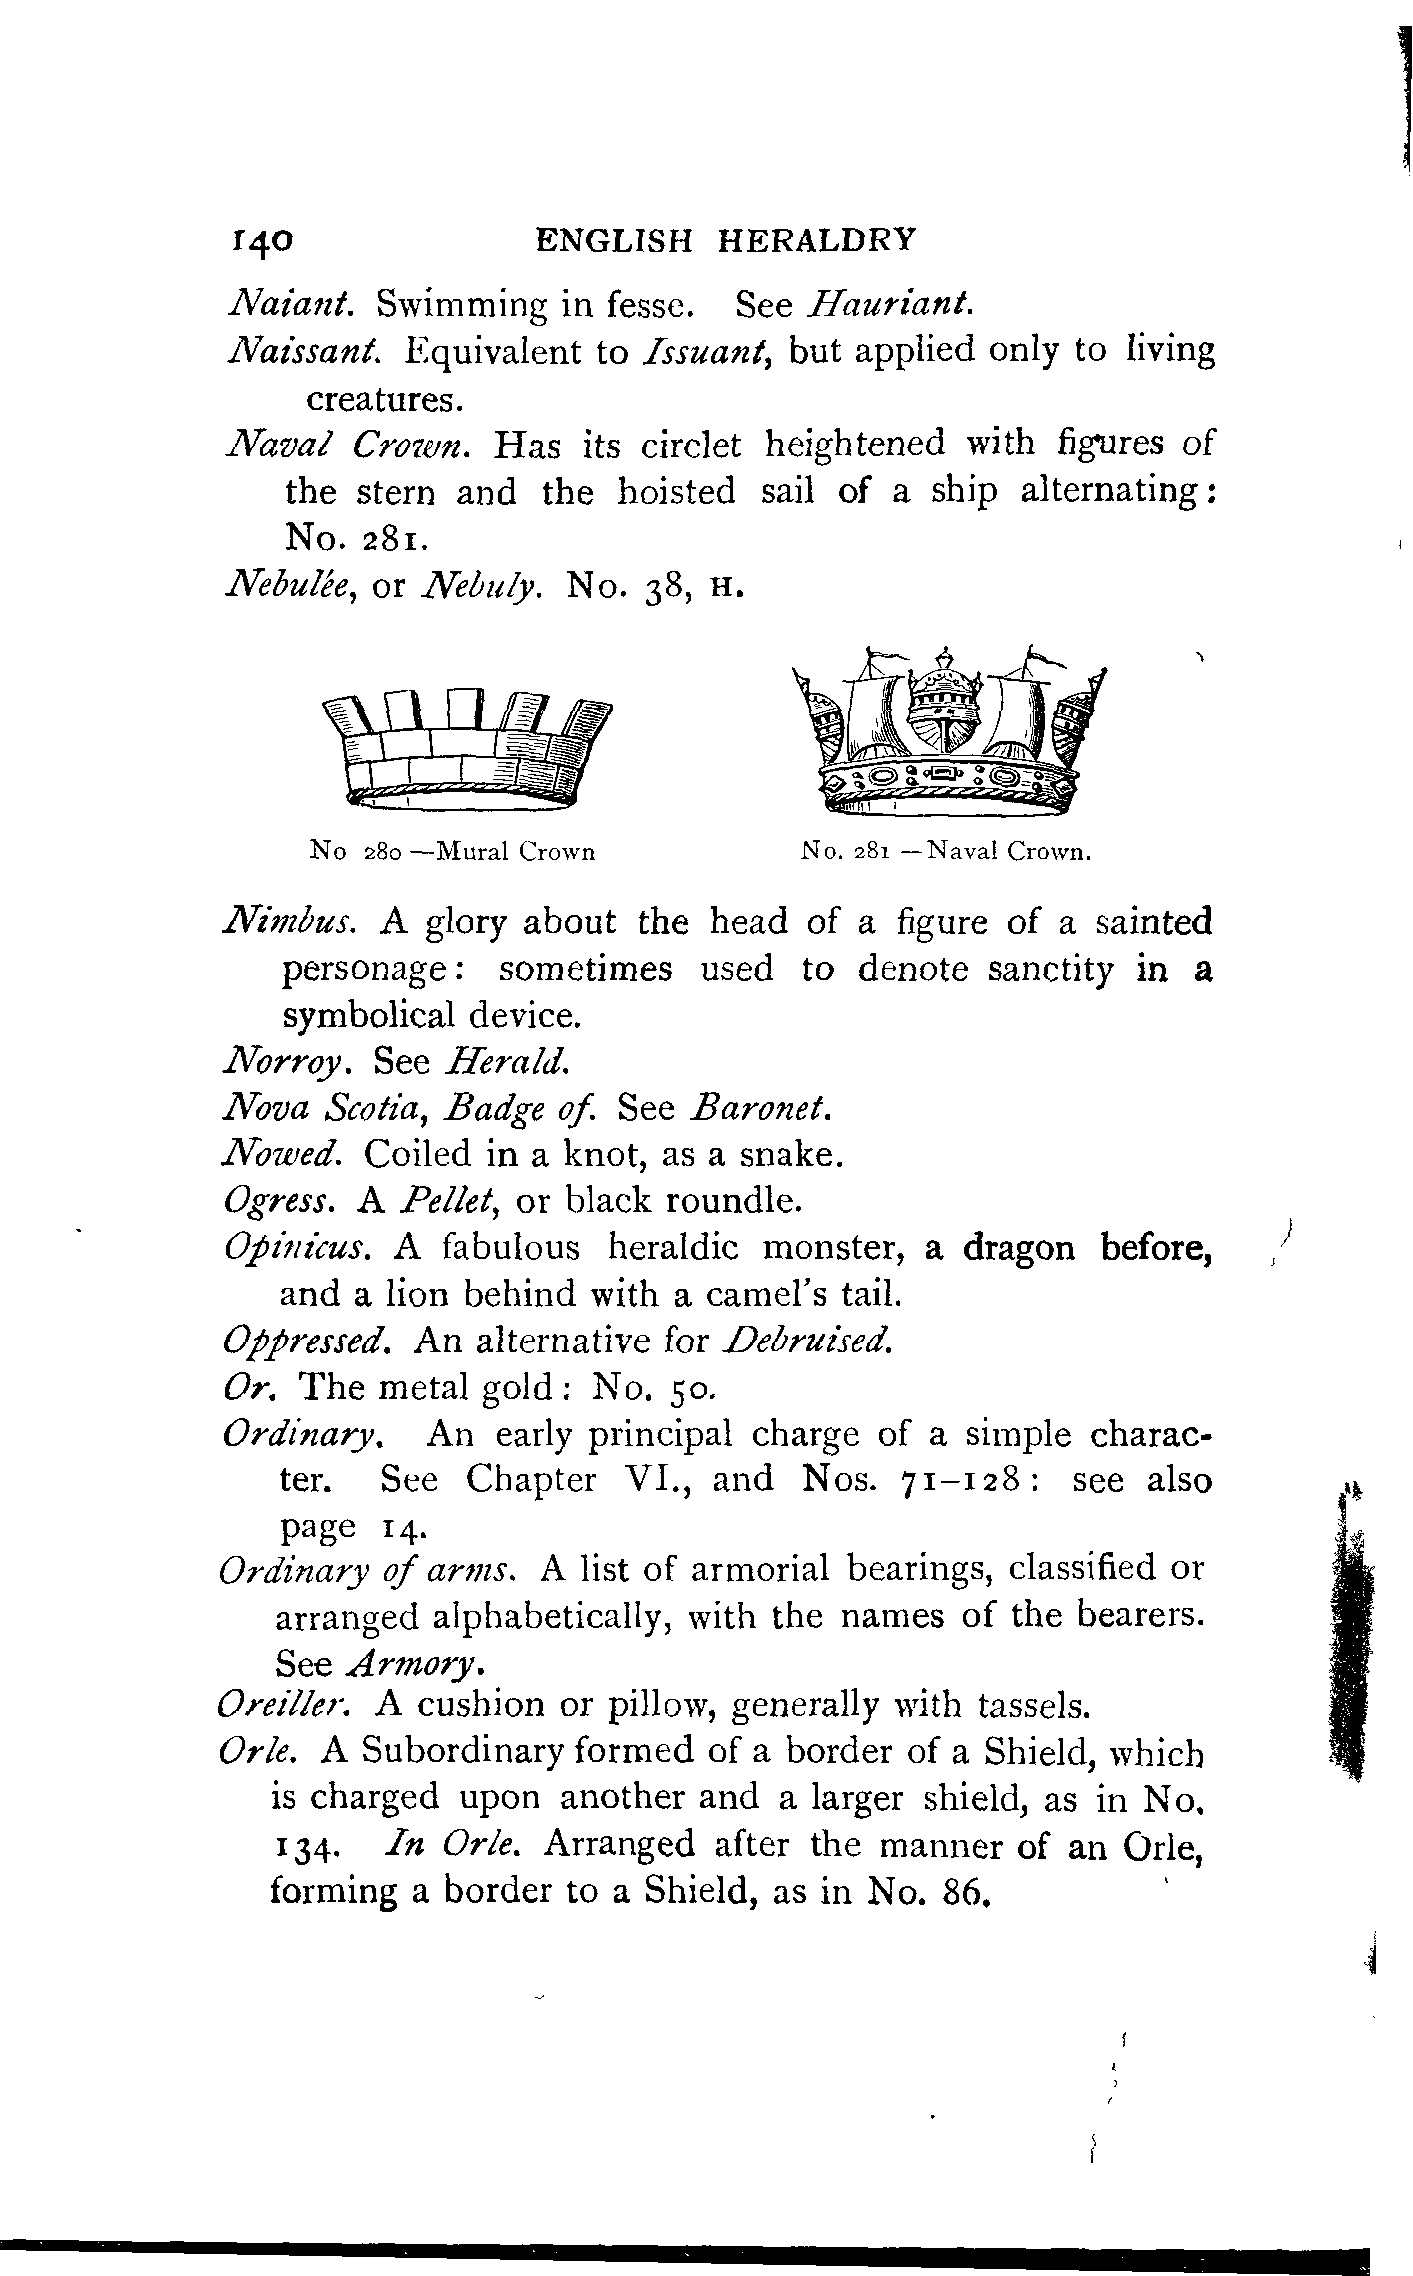 140 ENGLISH HERALDRY
Naiant. Swimming in fesse. See Hauriant.
Naissant. Equivalent to Issuant, but applied only to living
creatures.
Naval Crown. Has its circlet heightened with figures of
the stern and the hoisted sail of a ship alternating:
No. 281.
Nebulée, or Nebuly. No. 38, H.
No 280 —Mural Crown
No. 281 —Naval Crown.
Nimbus. A glory about the head of a figure of a sainted
personage: sometimes used to denote sanctity in a
symbolical device.
Norroy. See Herald.
Nova Scotia, Badge of. See Baronet.
Nowed. Coiled in a knot, as a snake.
Ogress. A Pellet, or black roundle.
Opinicus. A fabulous heraldic monster, a dragon before,
and a lion behind with a camel's tail.
Oppressed. An alternative for Debruised.
Or. The metal gold: No. 50.
Ordinary. An early principal charge of a simple charac-
ter. See Chapter VI., and Nos. 71–128: see also
page 14.
Ordinary of arms. A list of armorial bearings, classified or
arranged alphabetically, with the names of the bearers.
See Armory.
Oreiller. A cushion or pillow, generally with tassels.
Orle. A Subordinary formed of a border of a Shield, which
is charged upon another and a larger shield, as in No.
134. In Orle. Arranged after the manner of an Orle,
forming a border to a Shield, as in No. 86.